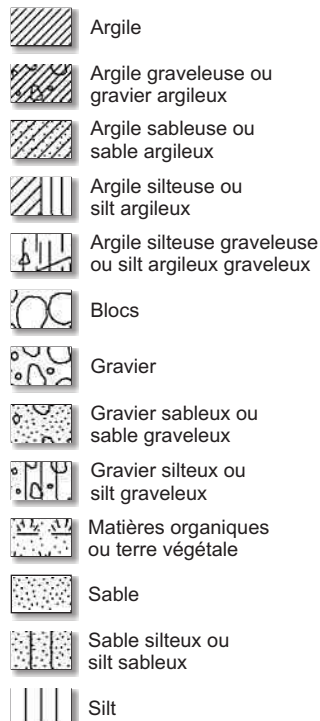 Argile
Argile graveleuse ou
gravier argileux
Argile sableuse ou
sable argileux
Argile silteuse ou
silt argileux
Argile silteuse graveleuse
ou silt argileux graveleux
Blocs
Gravier
Gravier sableux ou
sable graveleux
Gravier silteux ou
silt graveleux
Matières organiques
ou terre végétale
Sable
Sable silteux ou
silt sableux
Silt